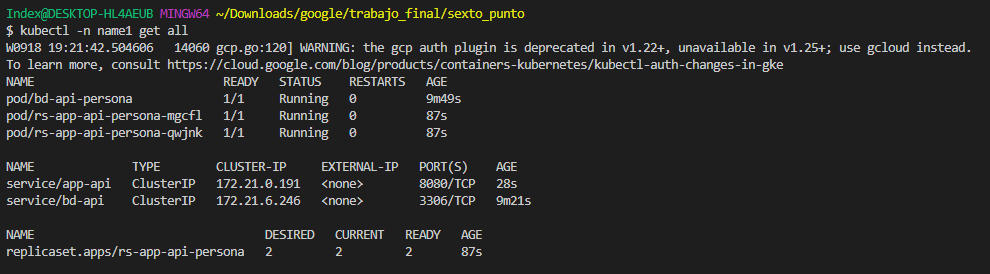 Index@DESKTOP-HL4AEUB MINGW64 ~/Downloads/google/trabajo_final/sexto_punto
$ kubectl -n name1 get all
W0918 19:21:42.504606   14060 gcp.go:120] WARNING: the gcp auth plugin is deprecated in v1.22+, unavailable in v1.25+; use gcloud instead.
To learn more, consult https://cloud.google.com/blog/products/containers-kubernetes/kubectl-auth-changes-in-gke
NAME                           READY   STATUS    RESTARTS   AGE
pod/bd-api-persona             1/1     Running   0          9m49s
pod/rs-app-api-persona-mgcfl   1/1     Running   0          87s
pod/rs-app-api-persona-qwjnk   1/1     Running   0          87s
NAME              TYPE        CLUSTER-IP     EXTERNAL-IP   PORT(S)    AGE
service/app-api   ClusterIP   172.21.0.191   <none>        8080/TCP   28s
service/bd-api    ClusterIP   172.21.6.246   <none>        3306/TCP   9m21s
NAME                                 DESIRED   CURRENT   READY   AGE
replicaset.apps/rs-app-api-persona   2         2         2       87s